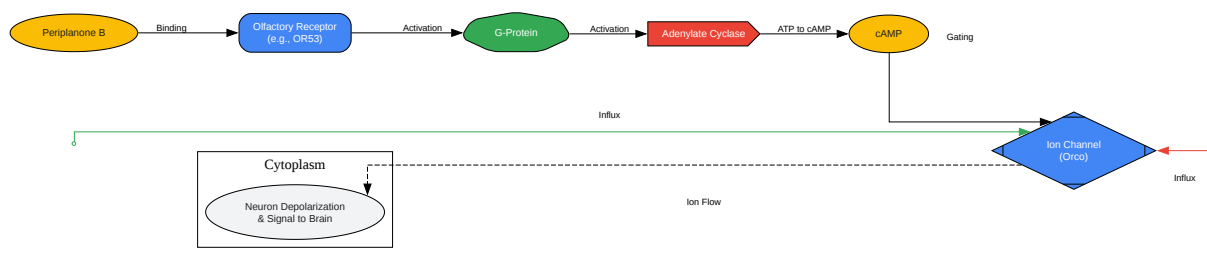 Periplanone B
Binding
Olfactory Receptor
(e.g., OR53)
Activation
G-Protein
Activation
Adenylate Cyclase
ATP to cAMP
cAMP
Gating
Influx
Ion Channel
(Orco)
Influx
Cytoplasm
Neuron Depolarization
& Signal to Brain
Ion Flow